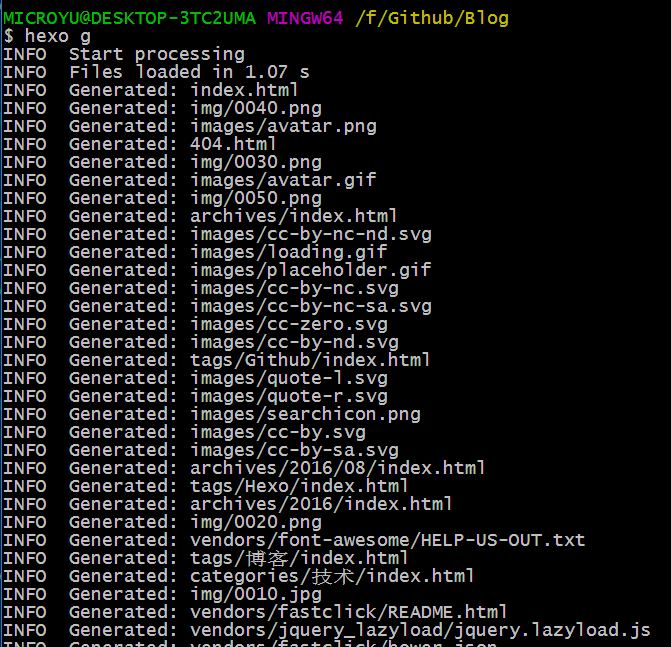 MICROYU@DESKTOP-3TC2UMA MINGW64 /f/Github/Blog
$ hexo g
INFO  Start processing
INFO  Files loaded in 1.07 s
INFO  Generated: index.html
INFO  Generated: img/0040.png
INFO  Generated: images/avatar.png
INFO  Generated: 404.html
INFO  Generated: img/0030.png
INFO  Generated: images/avatar.gif
INFO  Generated: img/0050.png
INFO  Generated: archives/index.html
INFO  Generated: images/cc-by-nc-nd.svg
INFO  Generated: images/loading.gif
INFO  Generated: images/placeholder.gif
INFO  Generated: images/cc-by-nc.svg
INFO  Generated: images/cc-by-nc-sa.svg
INFO  Generated: images/cc-zero.svg
INFO  Generated: images/cc-by-nd.svg
INFO  Generated: tags/Github/index.html
INFO  Generated: images/quote-l.svg
INFO  Generated: images/quote-r.svg
INFO  Generated: images/searchicon.png
INFO  Generated: images/cc-by.svg
INFO  Generated: images/cc-by-sa.svg
INFO  Generated: archives/2016/08/index.html
INFO  Generated: tags/Hexo/index.html
INFO  Generated: archives/2016/index.html
INFO  Generated: img/0020.png
INFO  Generated: vendors/font-awesome/HELP-US-OUT.txt
INFO  Generated: tags/博客/index.html
INFO  Generated: categories/技术/index.html
INFO  Generated: img/0010.jpg
INFO  Generated: vendors/fastclick/README.html
INFO  Generated: vendors/jquery_lazyload/jquery.lazyload.js
INFO  Generated: vendors/fastclick/bower.json